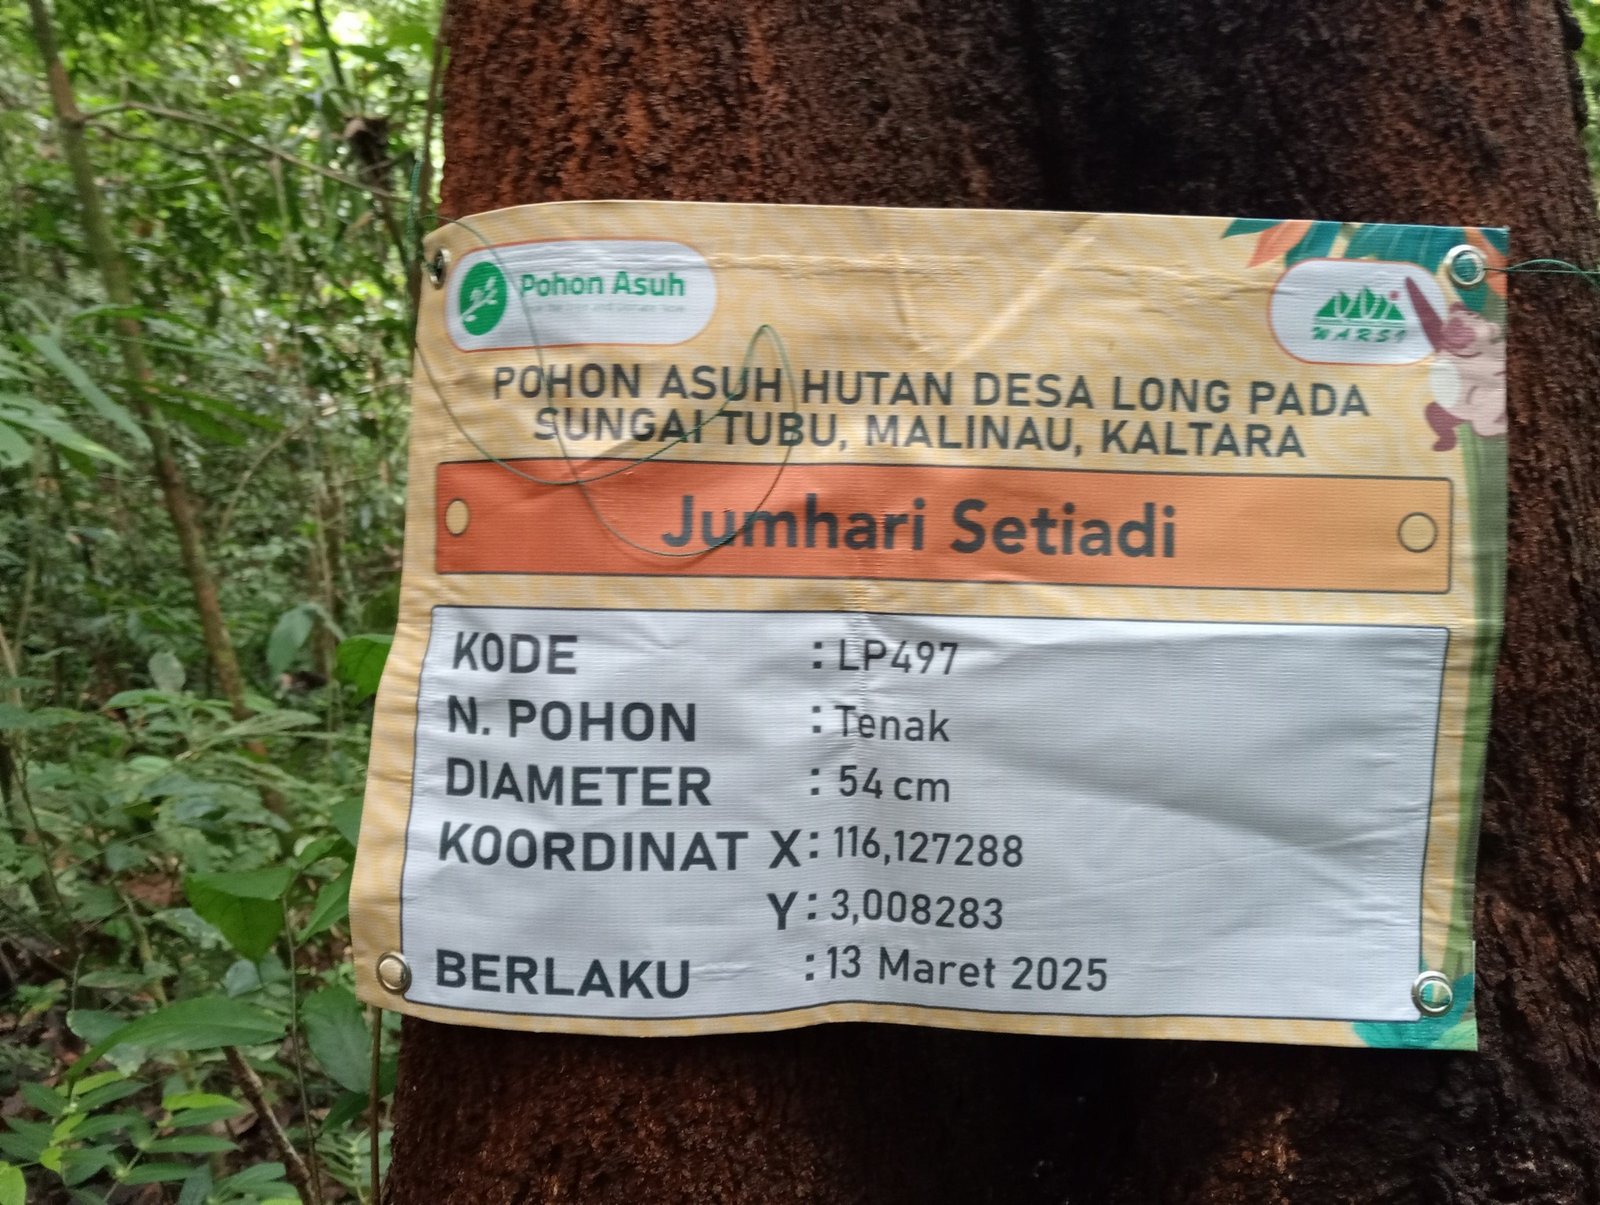 Pohon Asuh
WARSI
POHON ASUH HUTAN DESA LONG PADA
SUNGAI TUBU, MALINAU, KALTARA
Jumhari Setiadi
KODE : LP497
N. POHON : Tenak
DIAMETER : 54 cm
KOORDINAT X : 116,127288
Y : 3,008283
BERLAKU : 13 Maret 2025